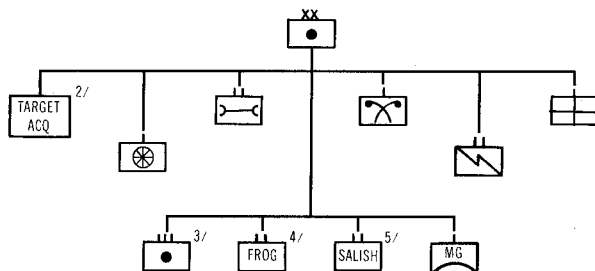 XX
TARGET
ACQ
2/
3/
FROG
4/
SALISH
5/
MG